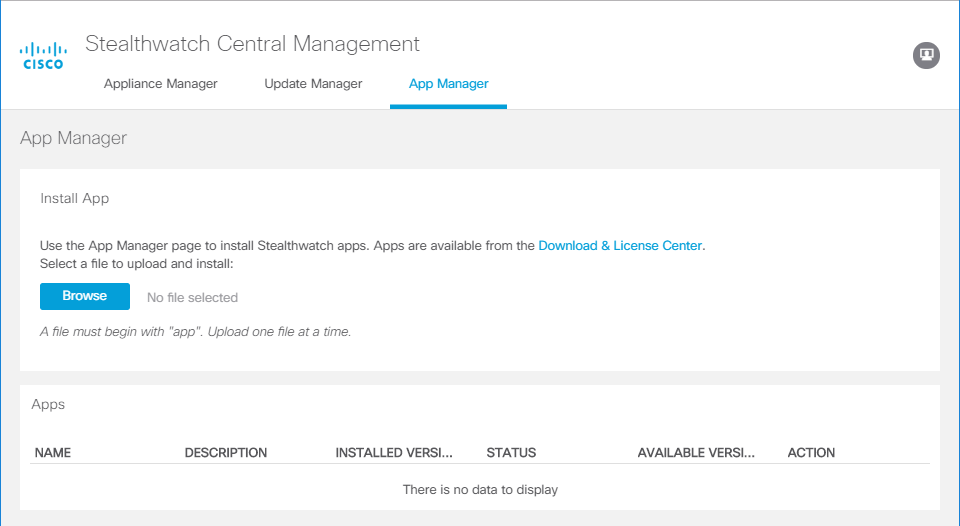 Stealthwatch Central Management
CISCO
Appliance Manager Update Manager App Manager
App Manager
Install App
Use the App Manager page to install Stealthwatch apps. Apps are available from the Download & License Center.
Select a file to upload and install:
Browse No file selected
A file must begin with "app". Upload one file at a time.
Apps
NAME DESCRIPTION INSTALLED VERSI... STATUS AVAILABLE VERSI... ACTION
There is no data to display